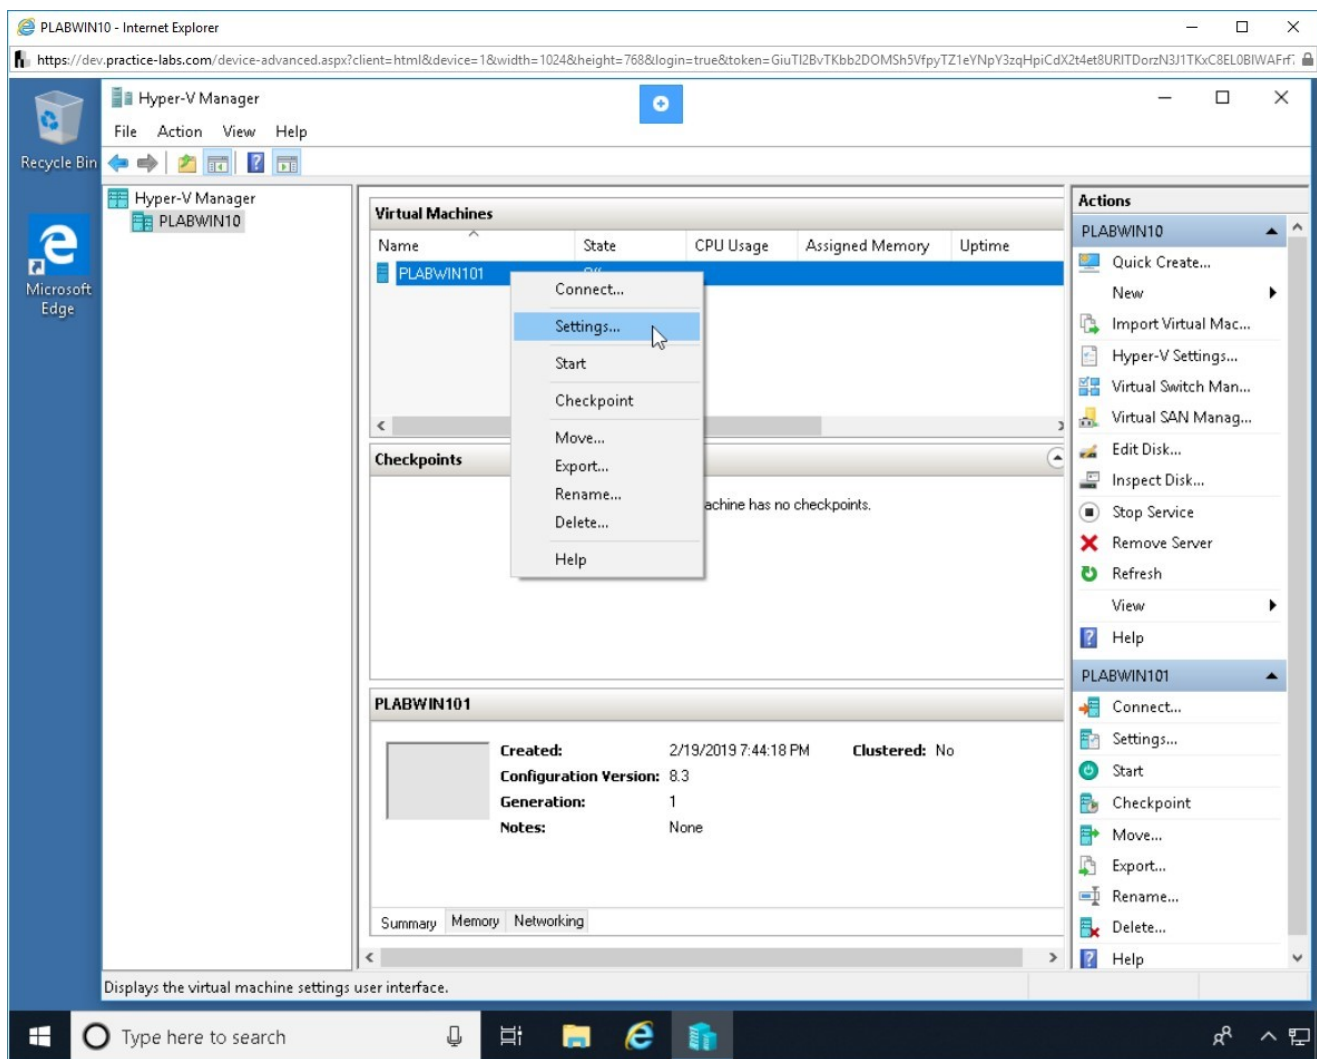 PLABWIN10 - Internet Explorer
https://dev.practice-labs.com/device-advanced.aspx?client=html&device=1&width=1024&height=768&login=true&token=GiuTI2BvTKbb2DOMSh5VfpyTZ1eYNpY3zqHpiCdX2t4et8URITDorzN3J1TKxC8EL0BIWAFrf
Recycle Bin
Microsoft
Edge
Hyper-V Manager
File Action View Help
Hyper-V Manager
PLABWIN10
Virtual Machines
Name State CPU Usage Assigned Memory Uptime
PLABWIN101 Off
Connect...
Settings...
Start
Checkpoint
Move...
Export...
Rename...
Delete...
Help
Checkpoints
achine has no checkpoints.
PLABWIN101
Created: 2/19/2019 7:44:18 PM Clustered: No
Configuration Version: 8.3
Generation: 1
Notes: None
Summary Memory Networking
Actions
PLABWIN10
Quick Create...
New
Import Virtual Mac...
Hyper-V Settings...
Virtual Switch Man...
Virtual SAN Manag...
Edit Disk...
Inspect Disk...
Stop Service
Remove Server
Refresh
View
Help
PLABWIN101
Connect...
Settings...
Start
Checkpoint
Move...
Export...
Rename...
Delete...
Help
Displays the virtual machine settings user interface.
Type here to search